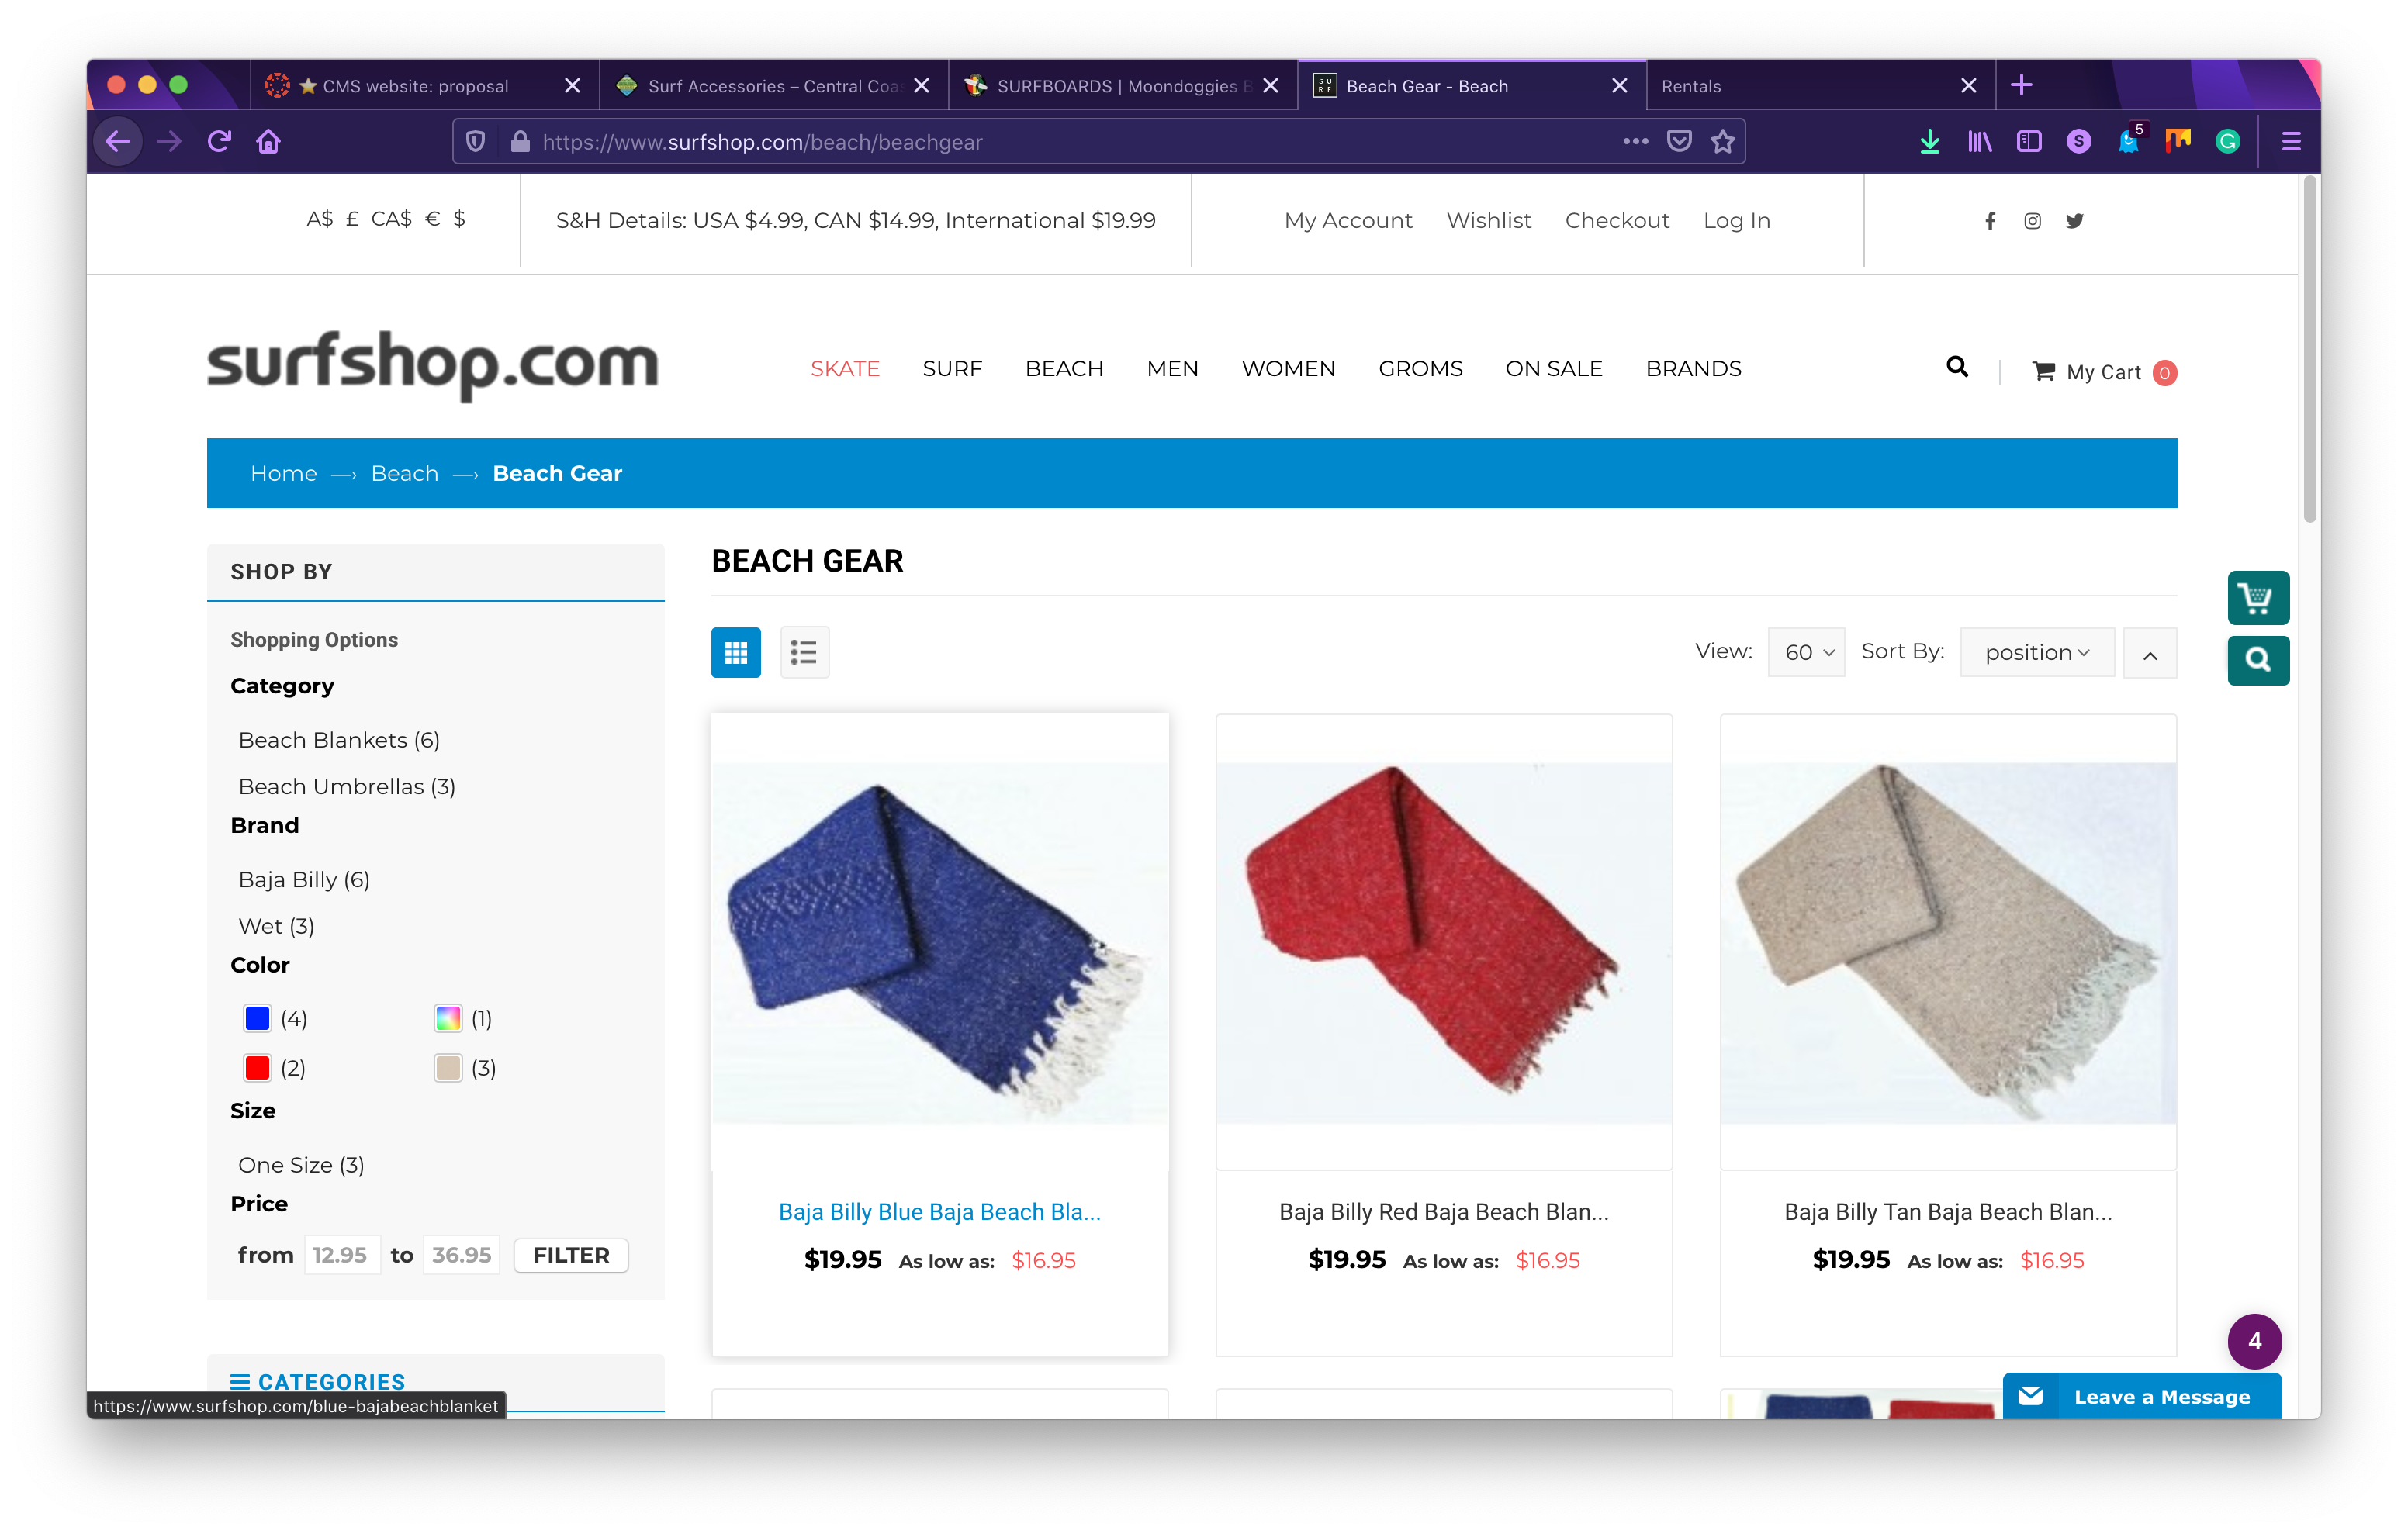 CMS website: proposal
Surf Accessories – Central Coa
SURFBOARDS | Moondoggies B
Beach Gear - Beach
Rentals
https://www.surfshop.com/beach/beachgear
5
A$ £ CA$ € $
S&H Details: USA $4.99, CAN $14.99, International $19.99
My Account Wishlist Checkout Log In
surfshop.com
SKATE SURF BEACH MEN WOMEN GROMS ON SALE BRANDS
My Cart 0
Home Beach Beach Gear
SHOP BY
Shopping Options
Category
Beach Blankets (6)
Beach Umbrellas (3)
Brand
Baja Billy (6)
Wet (3)
Color
(4) (1)
(2) (3)
Size
One Size (3)
Price
from 12.95 to 36.95 FILTER
CATEGORIES
BEACH GEAR
View: 60 Sort By: position
Baja Billy Blue Baja Beach Bla...
$19.95 As low as: $16.95
Baja Billy Red Baja Beach Blan...
$19.95 As low as: $16.95
Baja Billy Tan Baja Beach Blan...
$19.95 As low as: $16.95
4
Leave a Message
https://www.surfshop.com/blue-bajabeachblanket